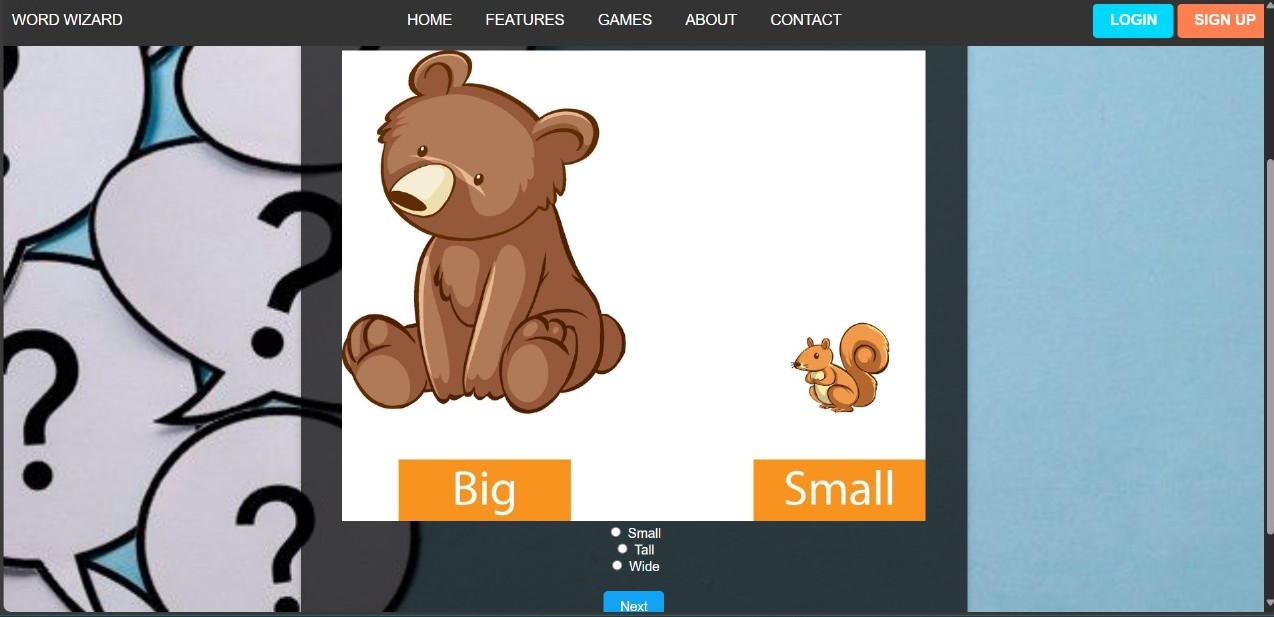 WORD WIZARD HOME FEATURES GAMES ABOUT CONTACT LOGIN SIGN UP
?
?
?
Big Small
Small
Tall
Wide
Next